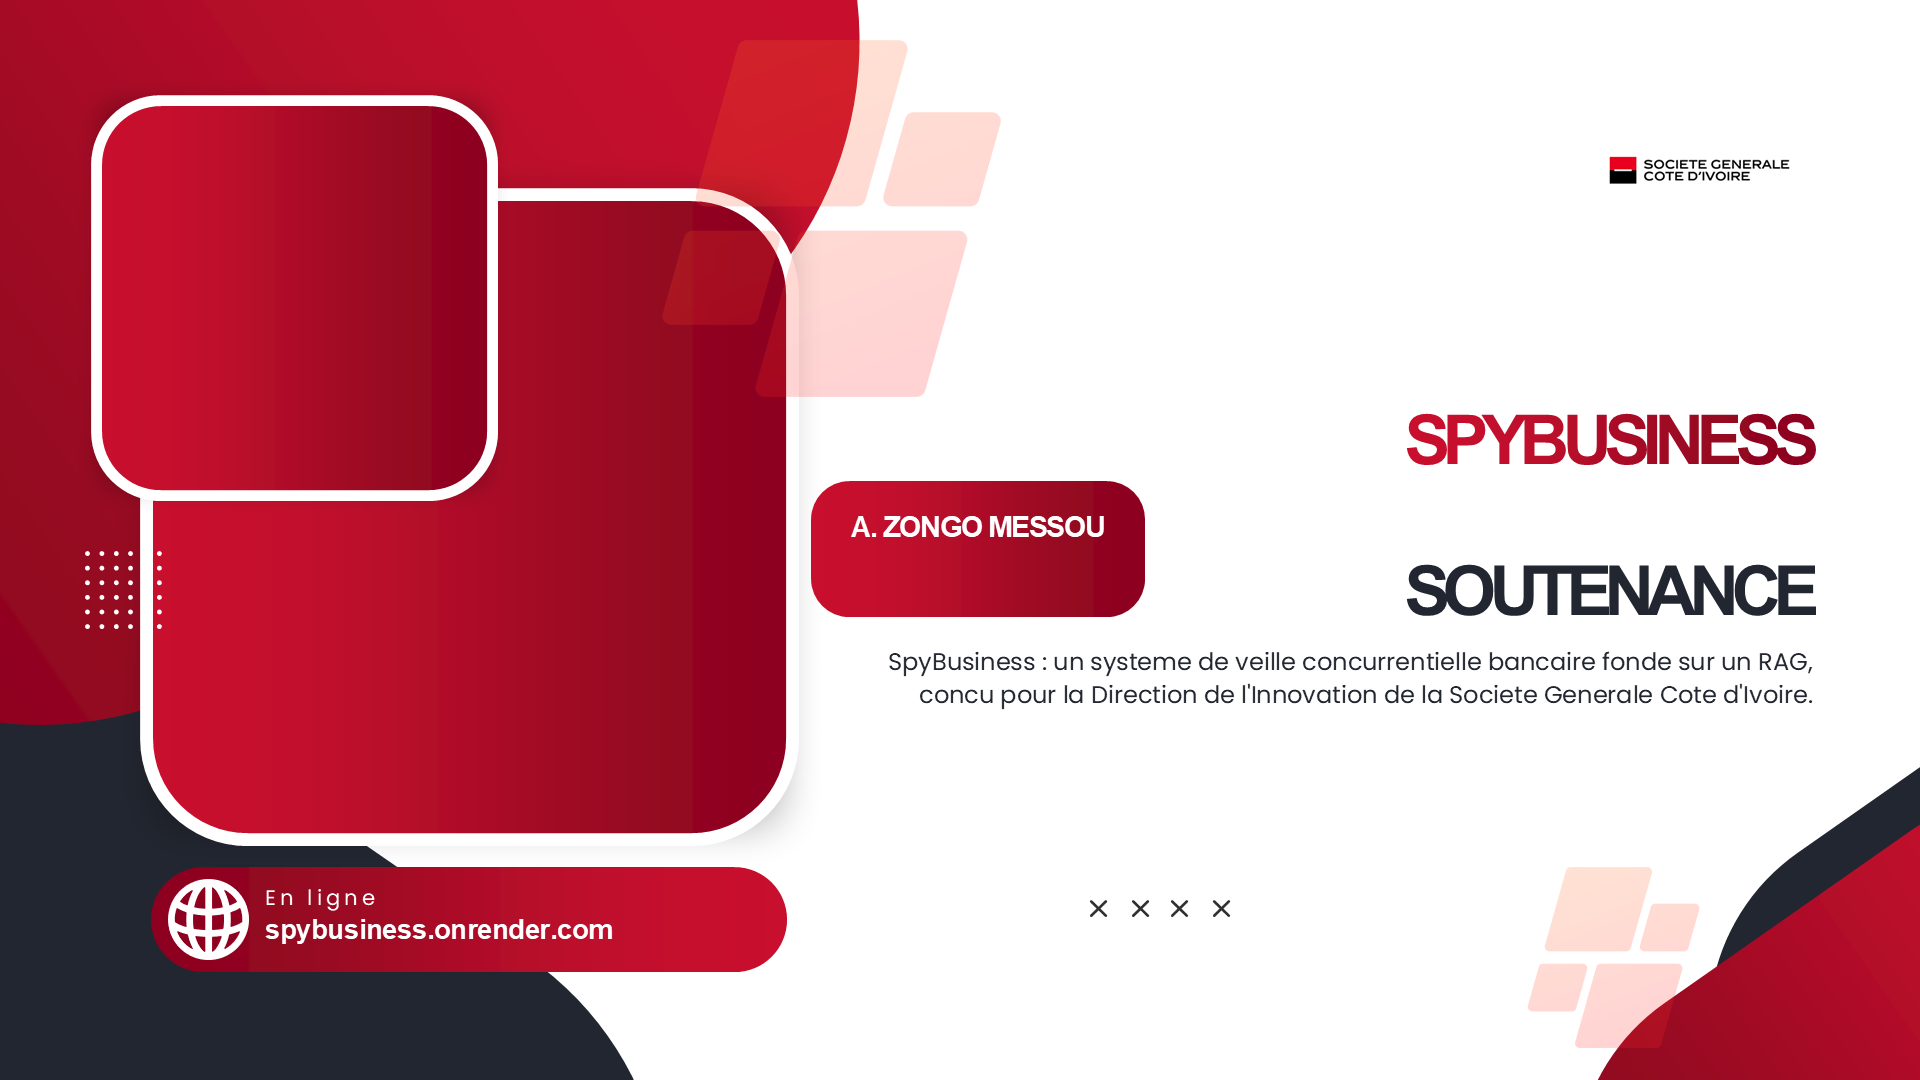 SOCIETE GENERALE
COTE D'IVOIRE
SPYBUSINESS
A. ZONGO MESSOU
SOUTENANCE
SpyBusiness : un systeme de veille concurrentielle bancaire fonde sur un RAG,
concu pour la Direction de l'Innovation de la Societe Generale Cote d'Ivoire.
En ligne
spybusiness.onrender.com